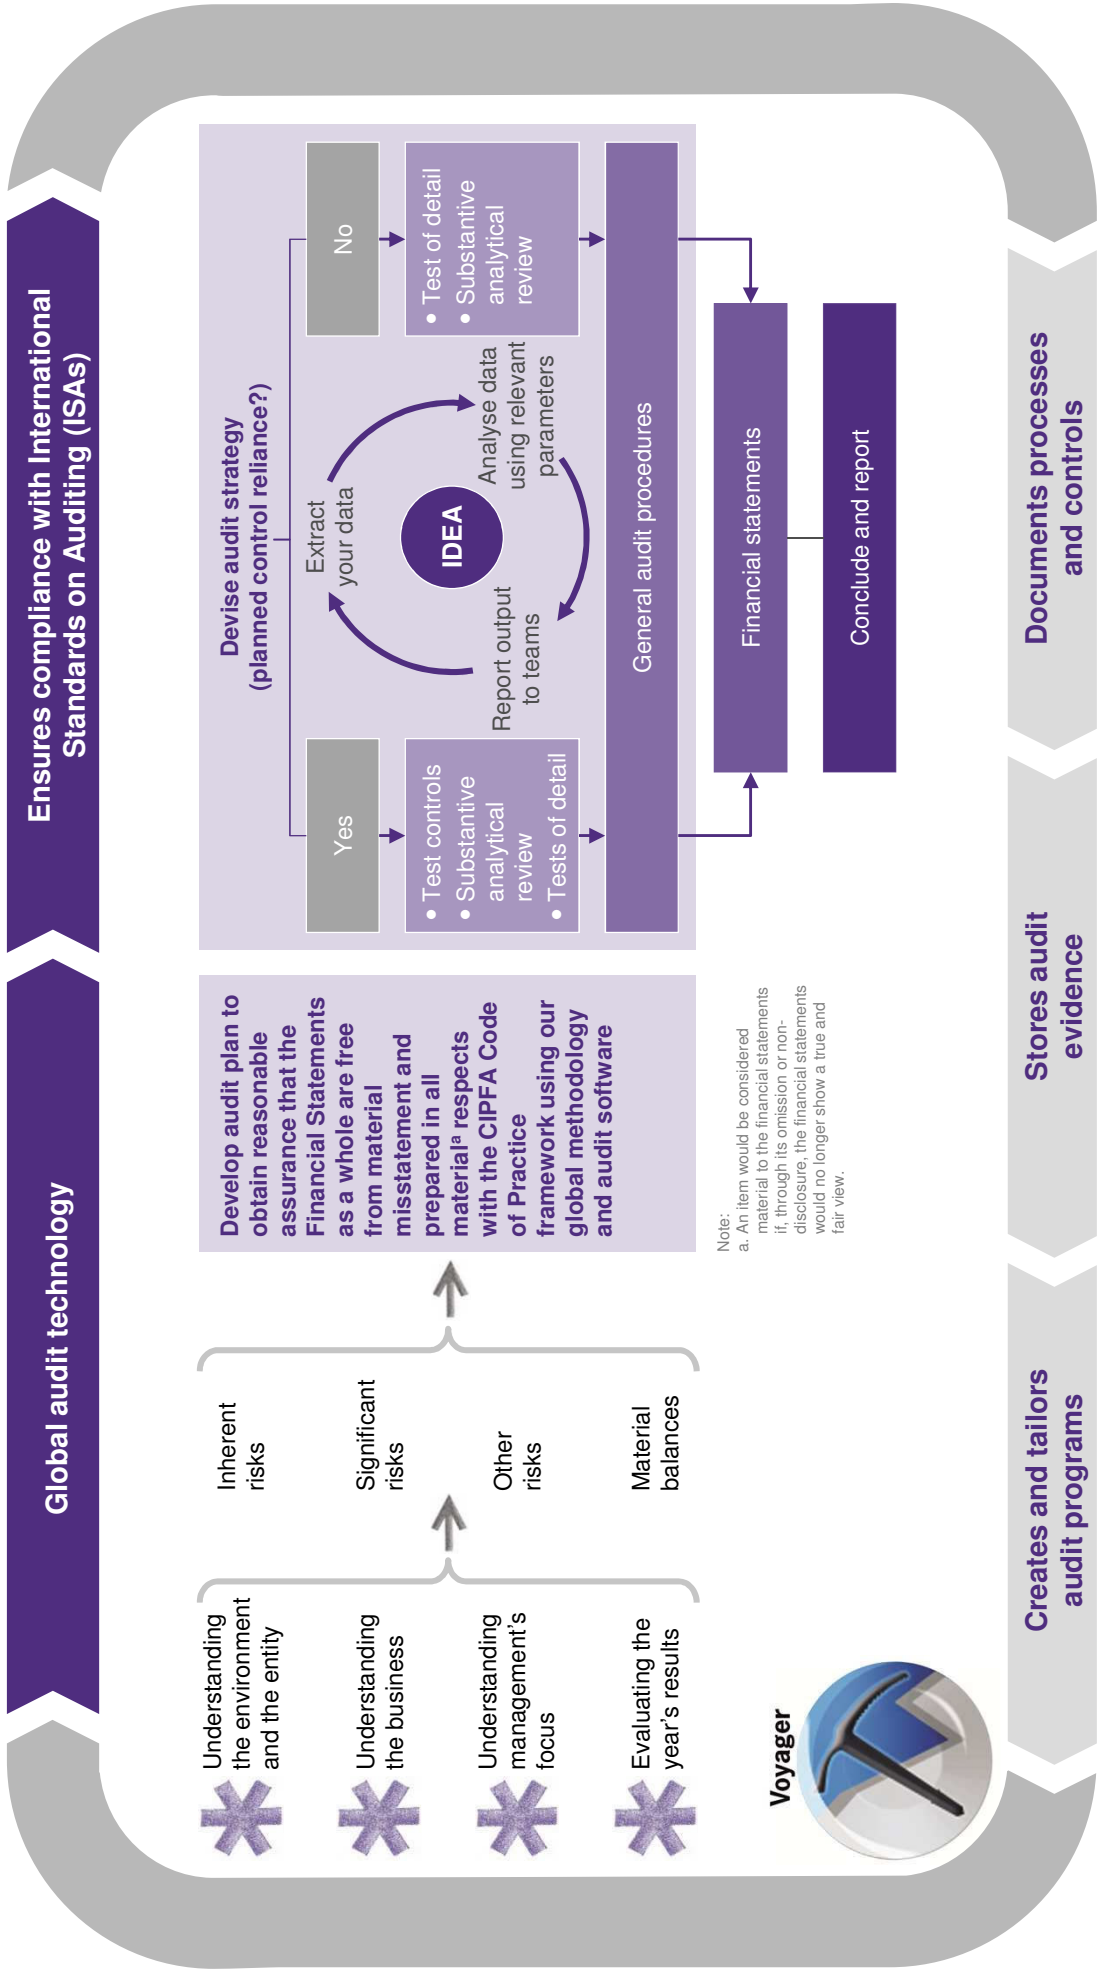 Global audit technology
Ensures compliance with International
Standards on Auditing (ISAs)
Understanding
the environment
and the entity
Understanding
the business
Understanding
management’s
focus
Evaluating the
year’s results
Inherent
risks
Significant
risks
Other
risks
Material
balances
Develop audit plan to
obtain reasonable
assurance that the
Financial Statements
as a whole are free
from material
misstatement and
prepared in all
materialª respects
with the CIPFA Code
of Practice
framework using our
global methodology
and audit software
Note:
a. An item would be considered
material to the financial statements
if, through its omission or non-
disclosure, the financial statements
would no longer show a true and
fair view.
Devise audit strategy
(planned control reliance?)
Yes
• Test controls
• Substantive
analytical
review
• Tests of detail
Extract
your data
IDEA
Analyse data
using relevant
parameters
Report output
to teams
No
• Test of detail
• Substantive
analytical
review
General audit procedures
Financial statements
Conclude and report
Voyager
Creates and tailors
audit programs
Stores audit
evidence
Documents processes
and controls